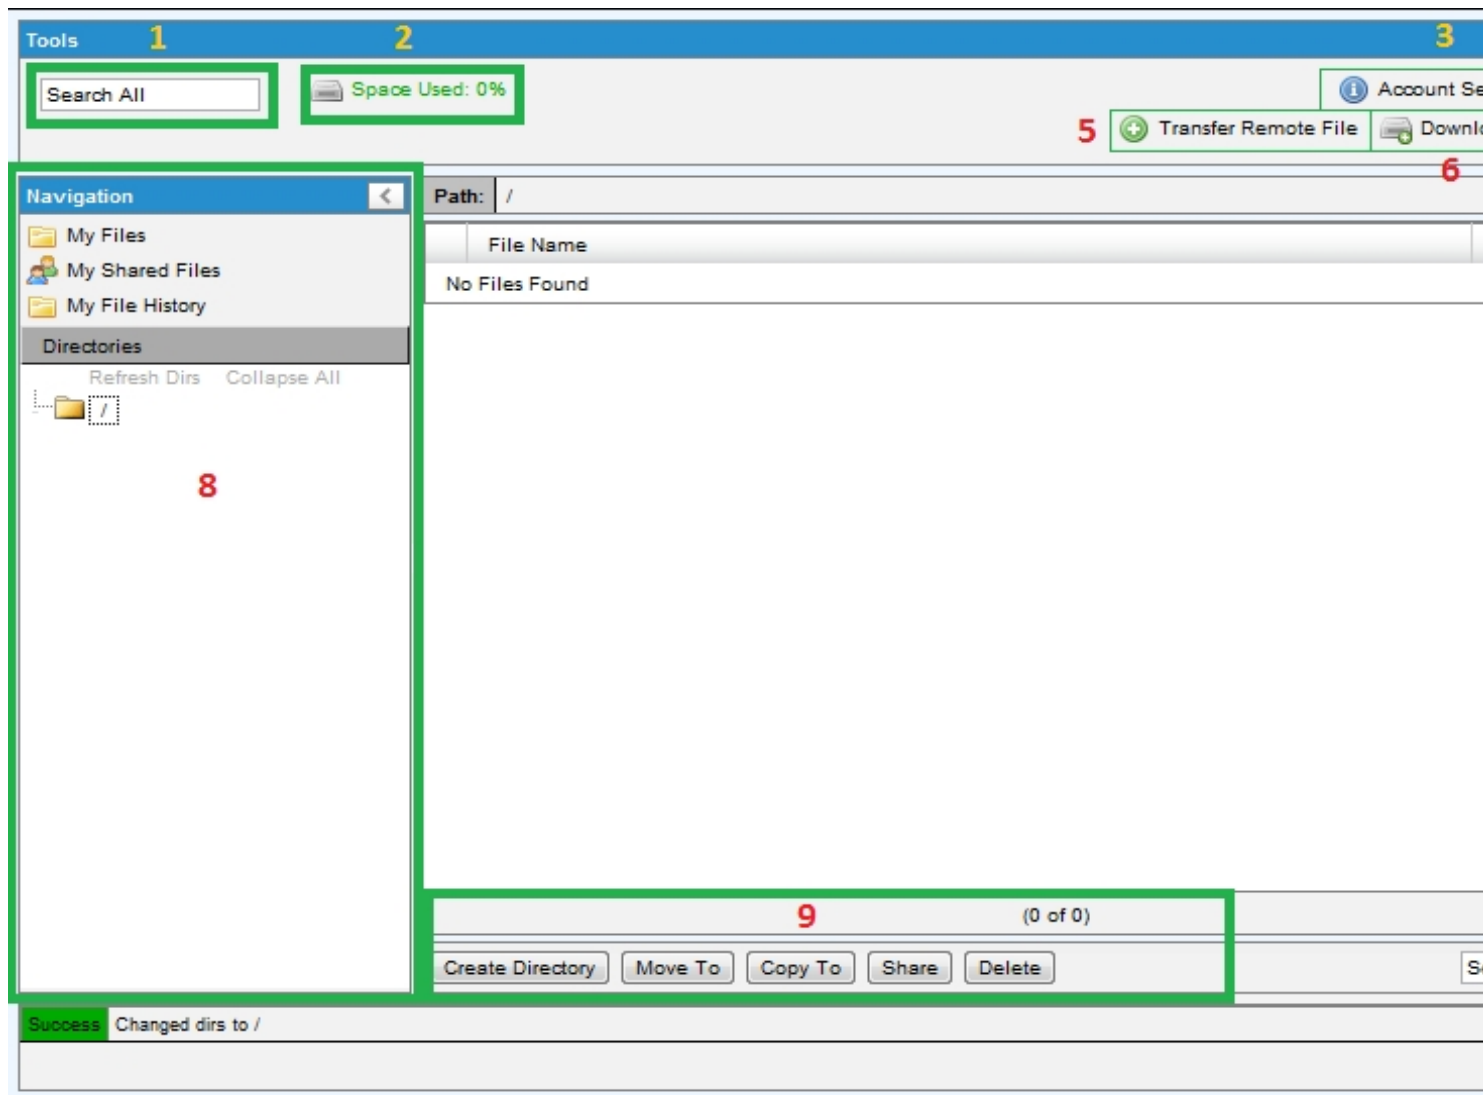 Tools 1 2 3
Search All
Space Used: 0%
Account Se
5 Transfer Remote File Downlo
6
Navigation <
Path: /
My Files
My Shared Files
My File History
File Name
No Files Found
Directories
Refresh Dirs Collapse All
/
8
9 (0 of 0)
Create Directory Move To Copy To Share Delete Se
Success Changed dirs to /